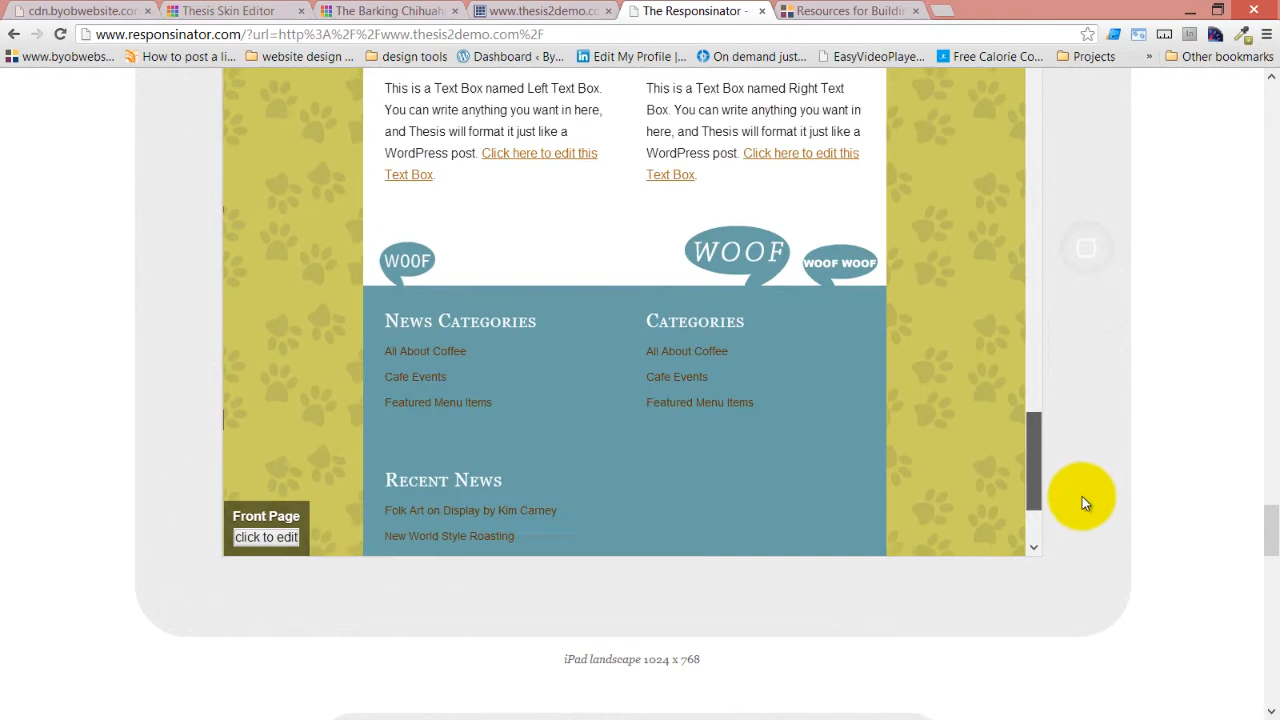 cdn.byobwebsite.con
Thesis Skin Editor
The Barking Chihuah
www.thesis2demo.com
The Responsinator -
Resources for Buildin
www.responsinator.com/?url=http%3A%2F%2Fwww.thesis2demo.com%2F
www.byobwebs...
How to post a li...
website design ...
design tools
Dashboard ‹ By...
Edit My Profile |...
On demand just...
EasyVideoPlaye...
Free Calorie Co...
Projects
»
Other bookmarks
This is a Text Box named Left Text Box.
You can write anything you want in here,
and Thesis will format it just like a
WordPress post. Click here to edit this
Text Box.
This is a Text Box named Right Text
Box. You can write anything you want in
here, and Thesis will format it just like a
WordPress post. Click here to edit this
Text Box.
WOOF
WOOF
WOOF WOOF
News Categories
All About Coffee
Cafe Events
Featured Menu Items
Categories
All About Coffee
Cafe Events
Featured Menu Items
Recent News
Folk Art on Display by Kim Carney
New World Style Roasting
Front Page
click to edit
iPad landscape 1024 x 768